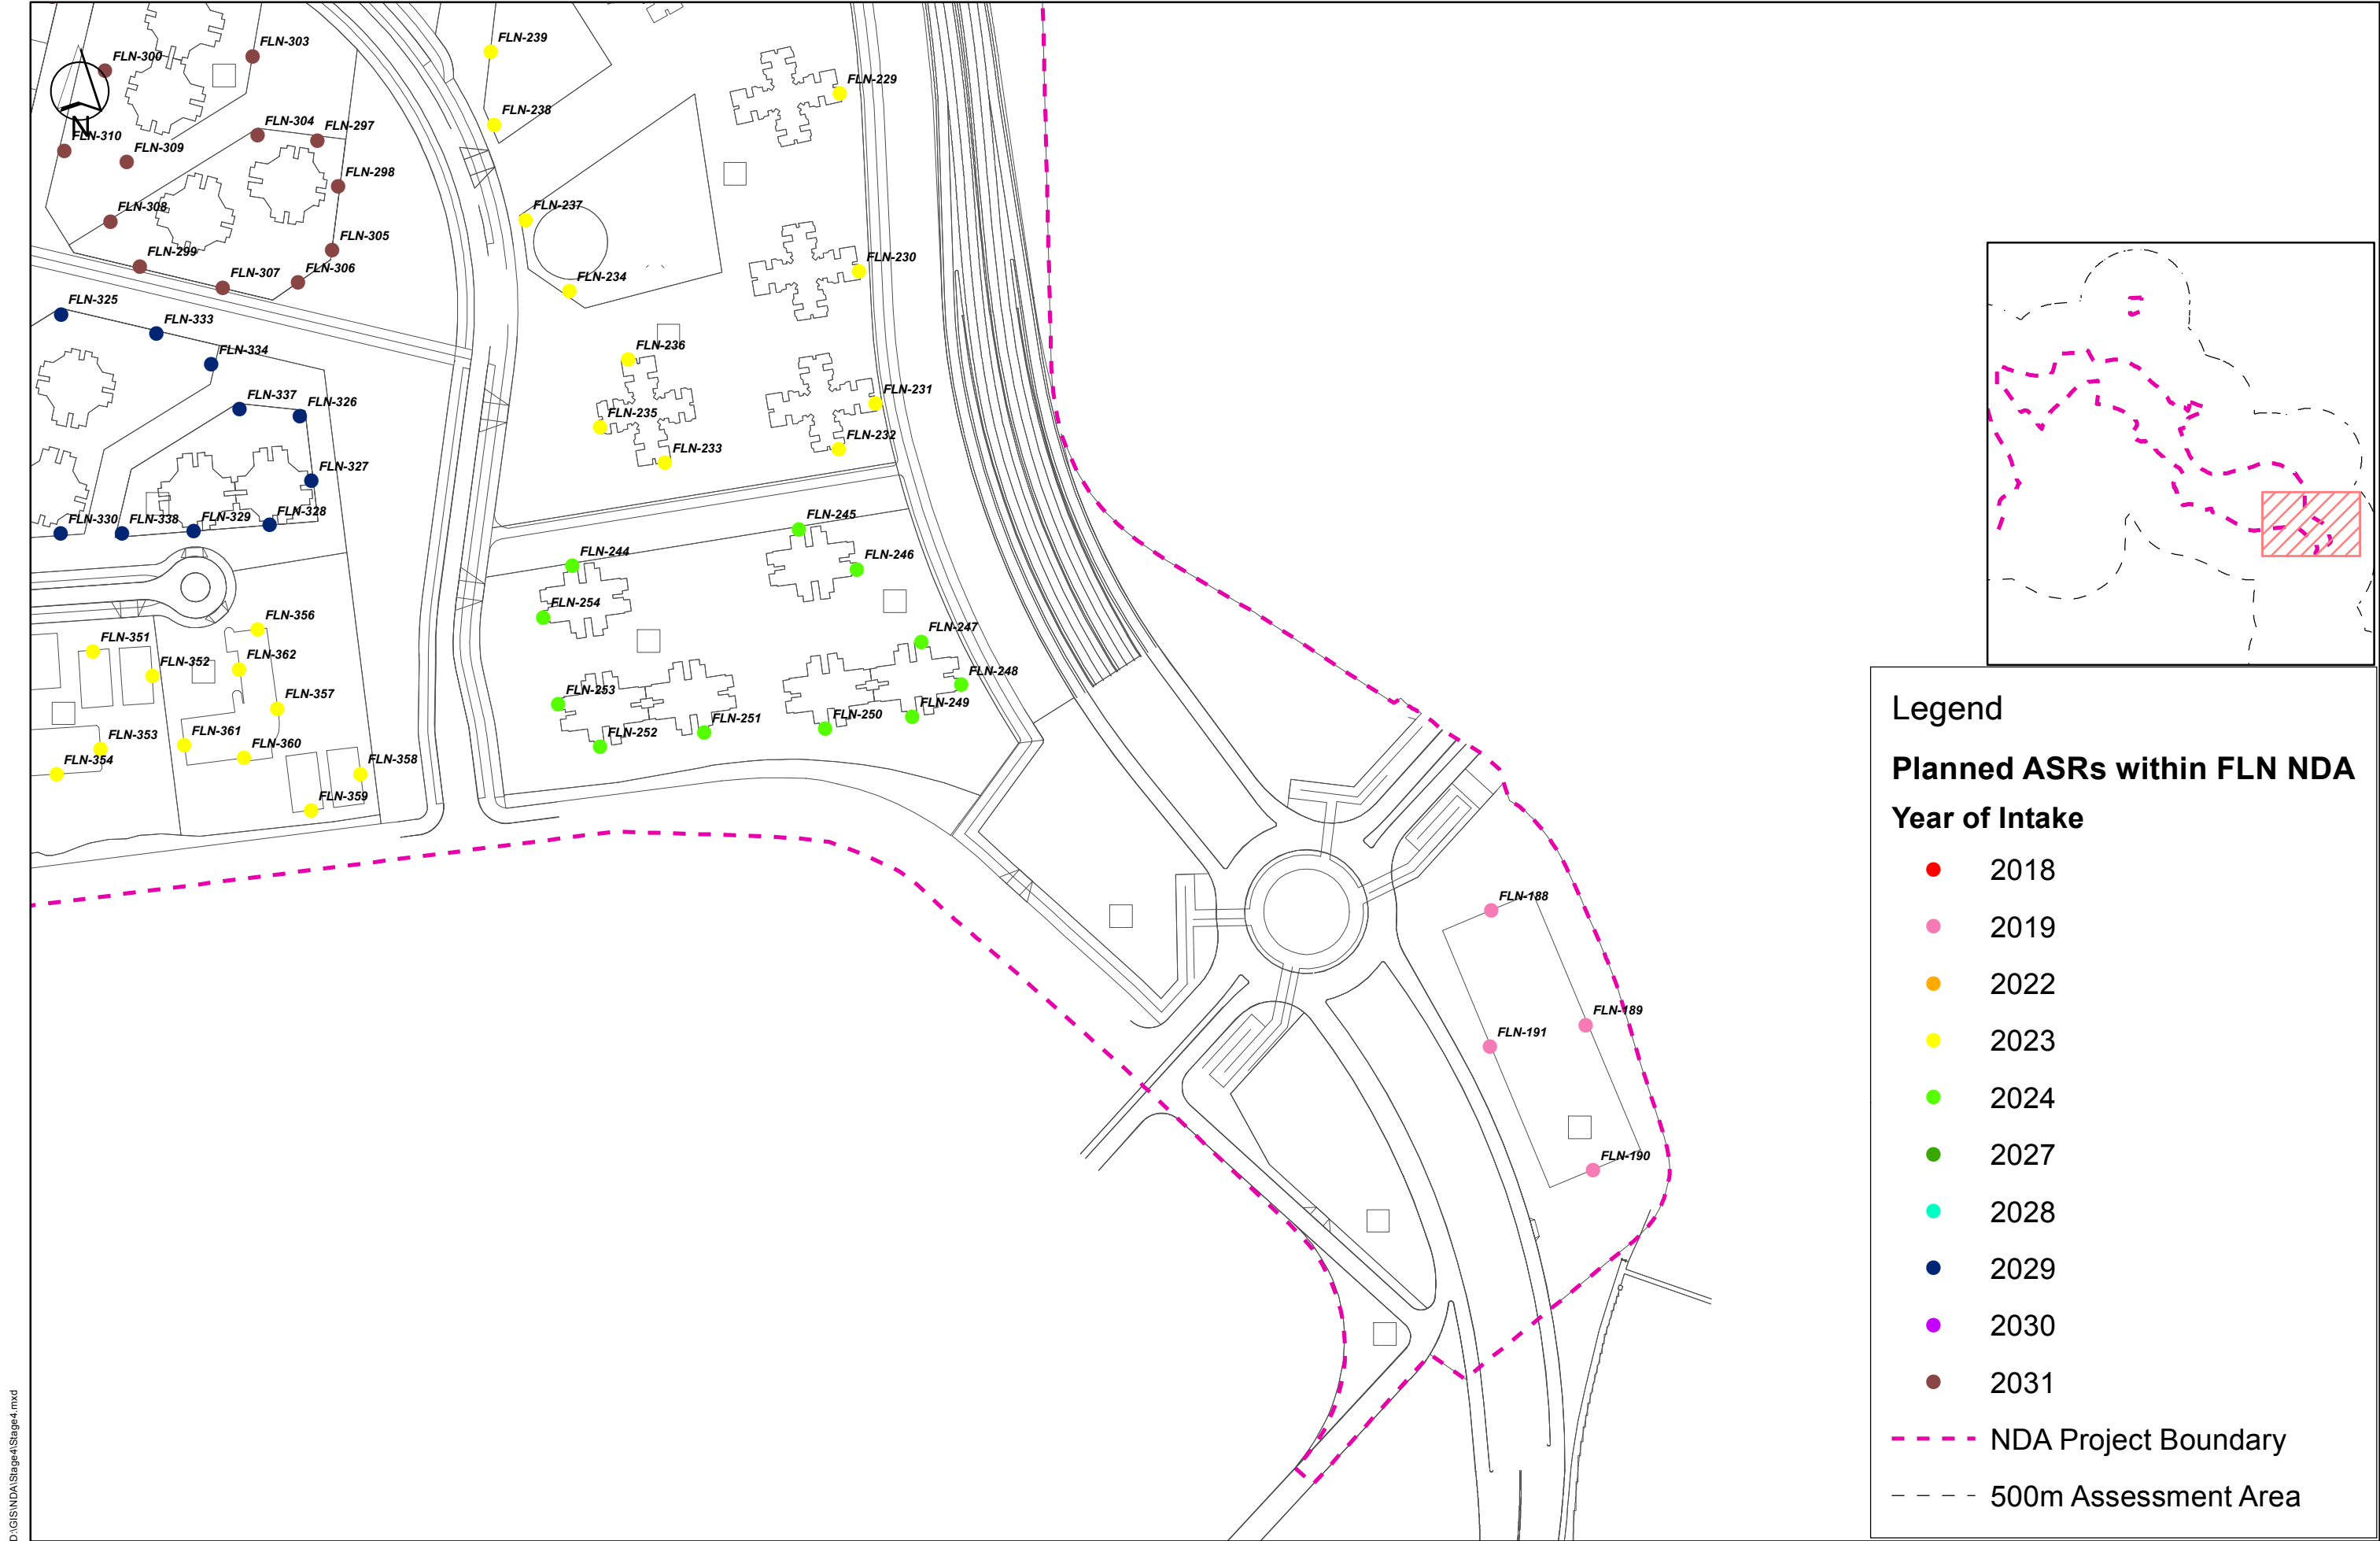 FLN-300
FLN-303
FLN-239
FLN-229
N
FLN-310
FLN-309
FLN-304
FLN-297
FLN-238
FLN-298
FLN-308
FLN-237
FLN-299
FLN-305
FLN-306
FLN-307
FLN-234
FLN-230
FLN-325
FLN-333
FLN-334
FLN-236
FLN-337
FLN-326
FLN-235
FLN-231
FLN-233
FLN-232
FLN-327
FLN-330
FLN-338
FLN-329
FLN-328
FLN-245
FLN-244
FLN-246
FLN-254
FLN-356
FLN-351
FLN-352
FLN-362
FLN-247
FLN-248
FLN-253
FLN-357
FLN-249
FLN-250
FLN-251
FLN-252
FLN-353
FLN-361
FLN-360
FLN-354
FLN-358
FLN-359
FLN-188
FLN-189
FLN-191
FLN-190
Legend
Planned ASRs within FLN NDA
Year of Intake
2018
2019
2022
2023
2024
2027
2028
2029
2030
2031
NDA Project Boundary
500m Assessment Area
D:\GIS\NDA\Stage4\Stage4.mxd